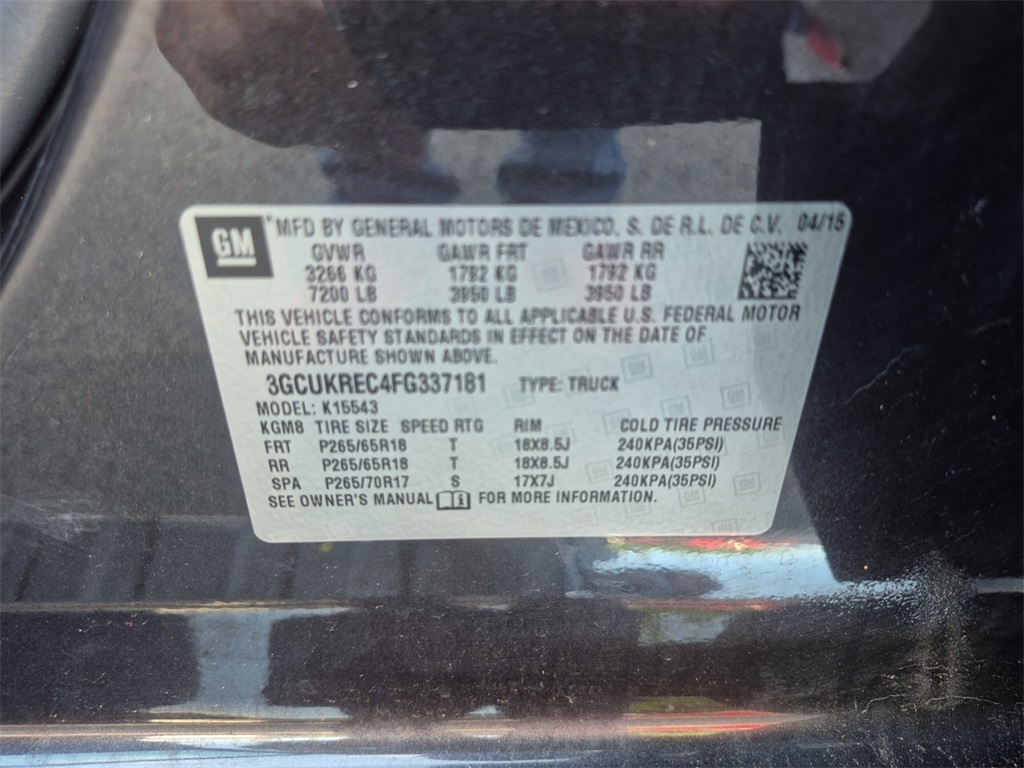 GM
MFD BY GENERAL MOTORS DE MEXICO, S. DE R.L. DE C.V. 04/15
GVWR GAWR FRT GAWR RR
3266 KG 1792 KG 1792 KG
7200 LB 3950 LB 3950 LB
THIS VEHICLE CONFORMS TO ALL APPLICABLE U.S. FEDERAL MOTOR
VEHICLE SAFETY STANDARDS IN EFFECT ON THE DATE OF
MANUFACTURE SHOWN ABOVE.
3GCUKREC4FG337181 TYPE: TRUCK
MODEL: K15543
KGM8 TIRE SIZE SPEED RTG RIM COLD TIRE PRESSURE
FRT P265/65R18 T 18X8.5J 240KPA(35PSI)
RR P265/65R18 T 18X8.5J 240KPA(35PSI)
SPA P265/70R17 S 17X7J 240KPA(35PSI)
SEE OWNER'S MANUAL FOR MORE INFORMATION.